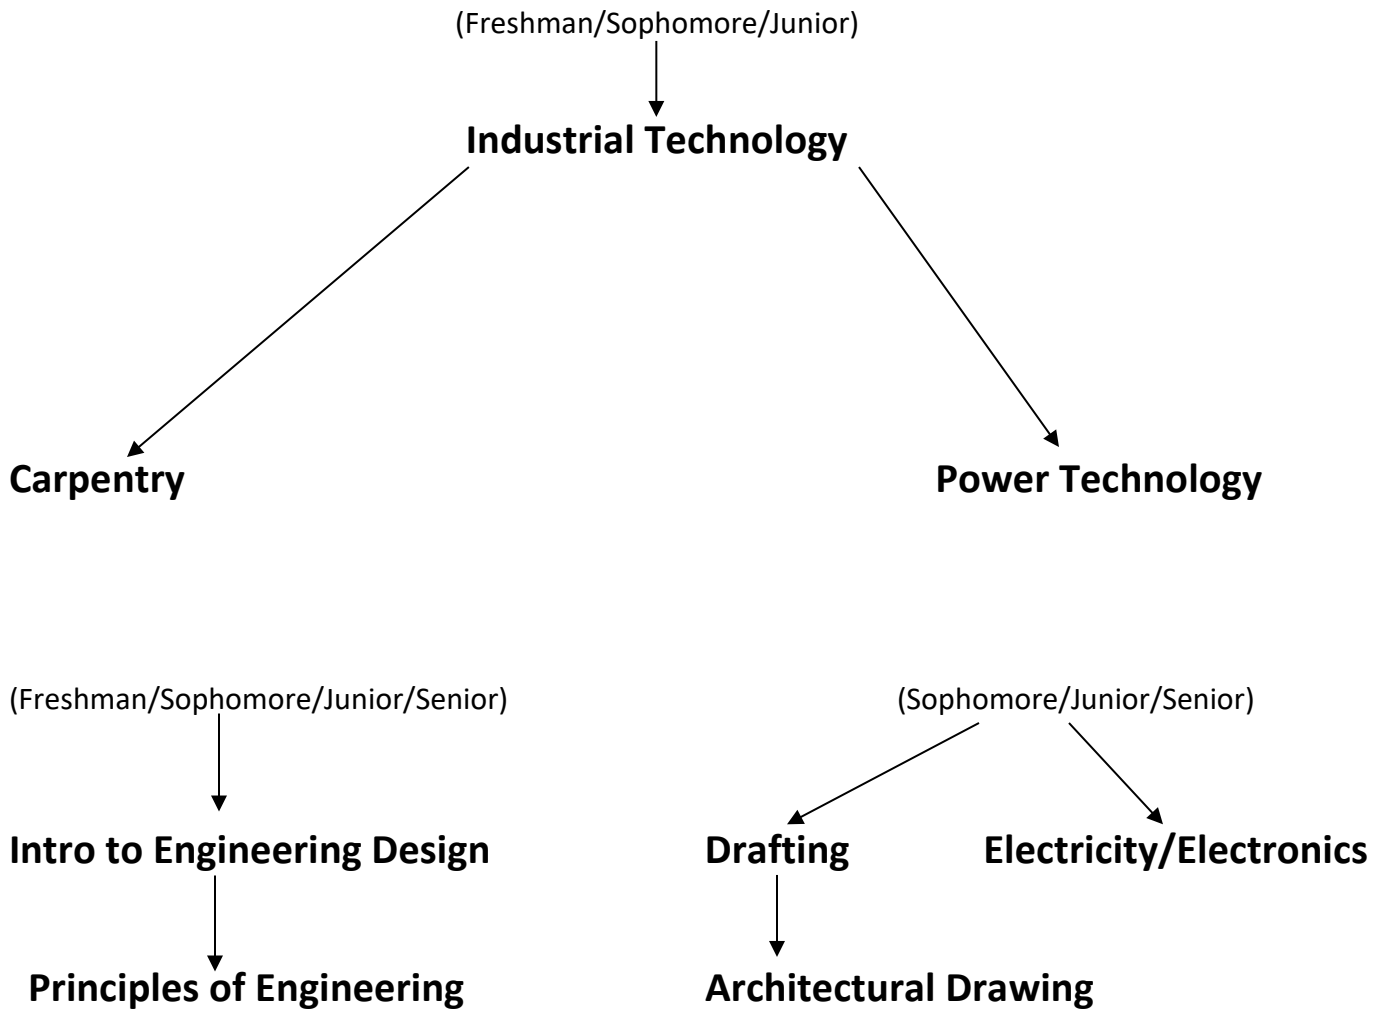 (Freshman/Sophomore/Junior)
Industrial Technology
Carpentry
Power Technology
(Freshman/Sophomore/Junior/Senior)
(Sophomore/Junior/Senior)
Intro to Engineering Design
Drafting
Electricity/Electronics
Principles of Engineering
Architectural Drawing